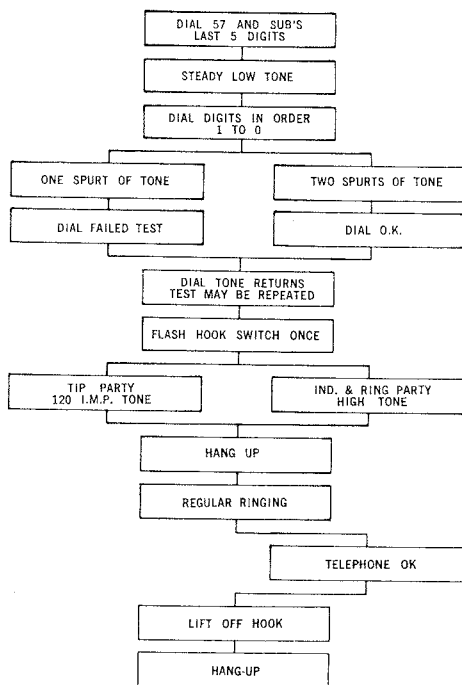 DIAL 57 AND SUB'S
LAST 5 DIGITS
STEADY LOW TONE
DIAL DIGITS IN ORDER
1 TO 0
ONE SPURT OF TONE
TWO SPURTS OF TONE
DIAL FAILED TEST
DIAL O.K.
DIAL TONE RETURNS
TEST MAY BE REPEATED
FLASH HOOK SWITCH ONCE
TIP PARTY
120 I.M.P. TONE
IND. & RING PARTY
HIGH TONE
HANG UP
REGULAR RINGING
TELEPHONE OK
LIFT OFF HOOK
HANG-UP